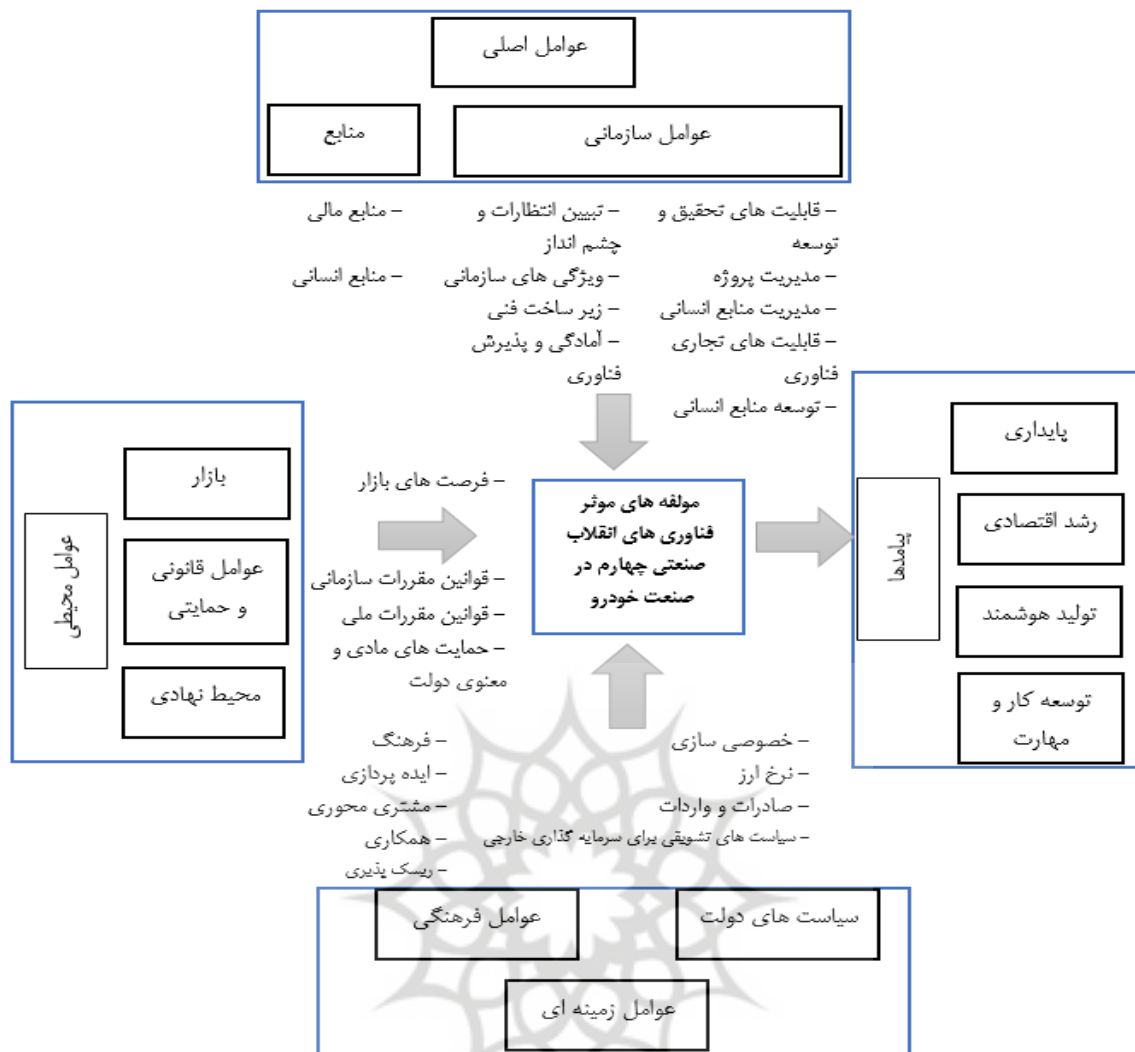 عوامل اصلی
عوامل سازمانی
منابع
– قابلیت های تحقیق و
توسعه
– مدیریت پروژه
– مدیریت منابع انسانی
– قابلیت های تجاری
فناوری
– توسعه منابع انسانی
– تبیین انتظارات و
چشم انداز
– ویژگی های سازمانی
– زیر ساخت فنی
– آمادگی و پذیرش
فناوری
– منابع مالی
– منابع انسانی
عوامل محیطی
بازار
عوامل قانونی
و حمایتی
محیط نهادی
– فرصت های بازار
– قوانین مقررات سازمانی
– قوانین مقررات ملی
– حمایت های مادی و
معنوی دولت
مولفه های موثر
فناوری های انقلاب
صنعتی چهارم در
صنعت خودرو
پیامدها
پایداری
رشد اقتصادی
تولید هوشمند
توسعه کار و
مهارت
– خصوصی سازی
– نرخ ارز
– صادرات و واردات
– سیاست های تشویقی برای سرمایه گذاری خارجی
– فرهنگ
– ایده پردازی
– مشتری محوری
– همکاری
– ریسک پذیری
سیاست های دولت
عوامل فرهنگی
عوامل زمینه ای